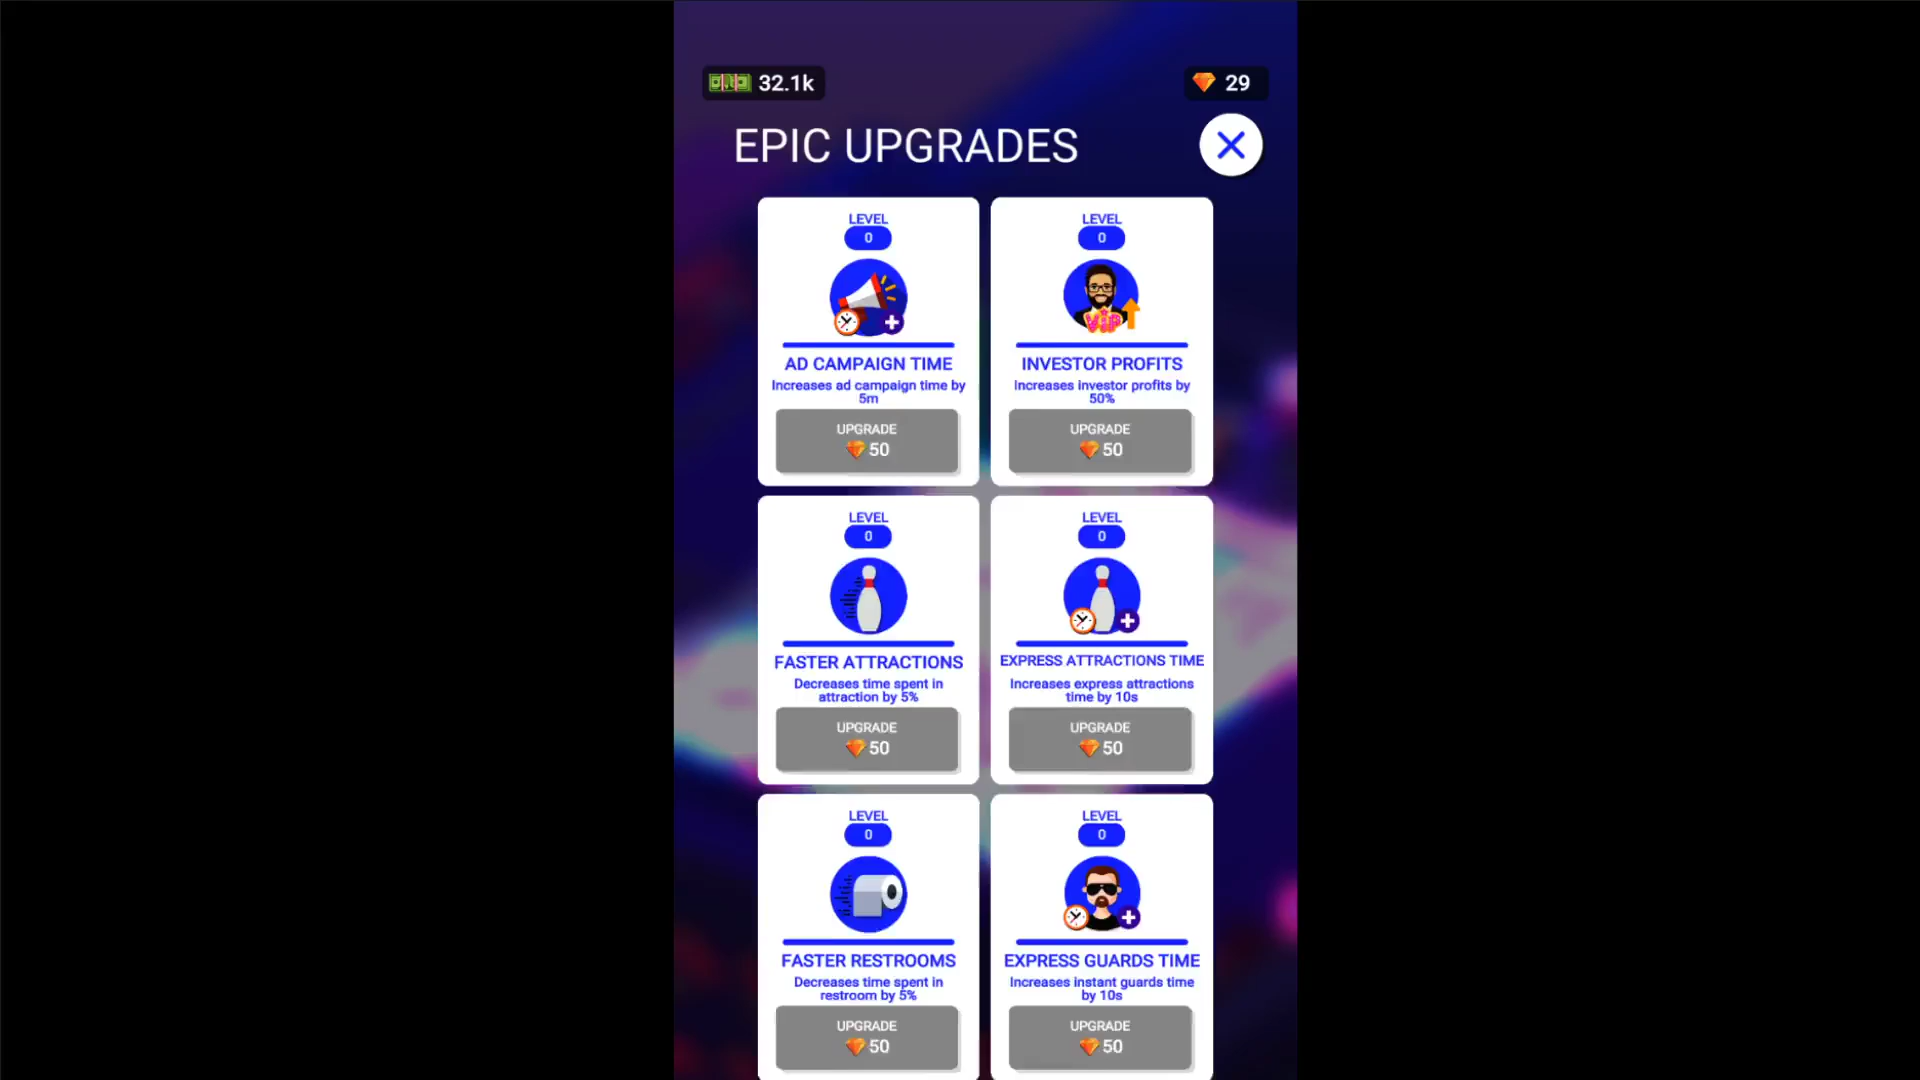 32.1k
29
EPIC UPGRADES
LEVEL
0
AD CAMPAIGN TIME
Increases ad campaign time by
5m
UPGRADE
50
LEVEL
0
VIP
INVESTOR PROFITS
Increases investor profits by
50%
UPGRADE
50
LEVEL
0
FASTER ATTRACTIONS
Decreases time spent in
attraction by 5%
UPGRADE
50
LEVEL
0
EXPRESS ATTRACTIONS TIME
Increases express attractions
time by 10s
UPGRADE
50
LEVEL
0
FASTER RESTROOMS
Decreases time spent in
restroom by 5%
UPGRADE
50
LEVEL
0
EXPRESS GUARDS TIME
Increases instant guards time
by 10s
UPGRADE
50